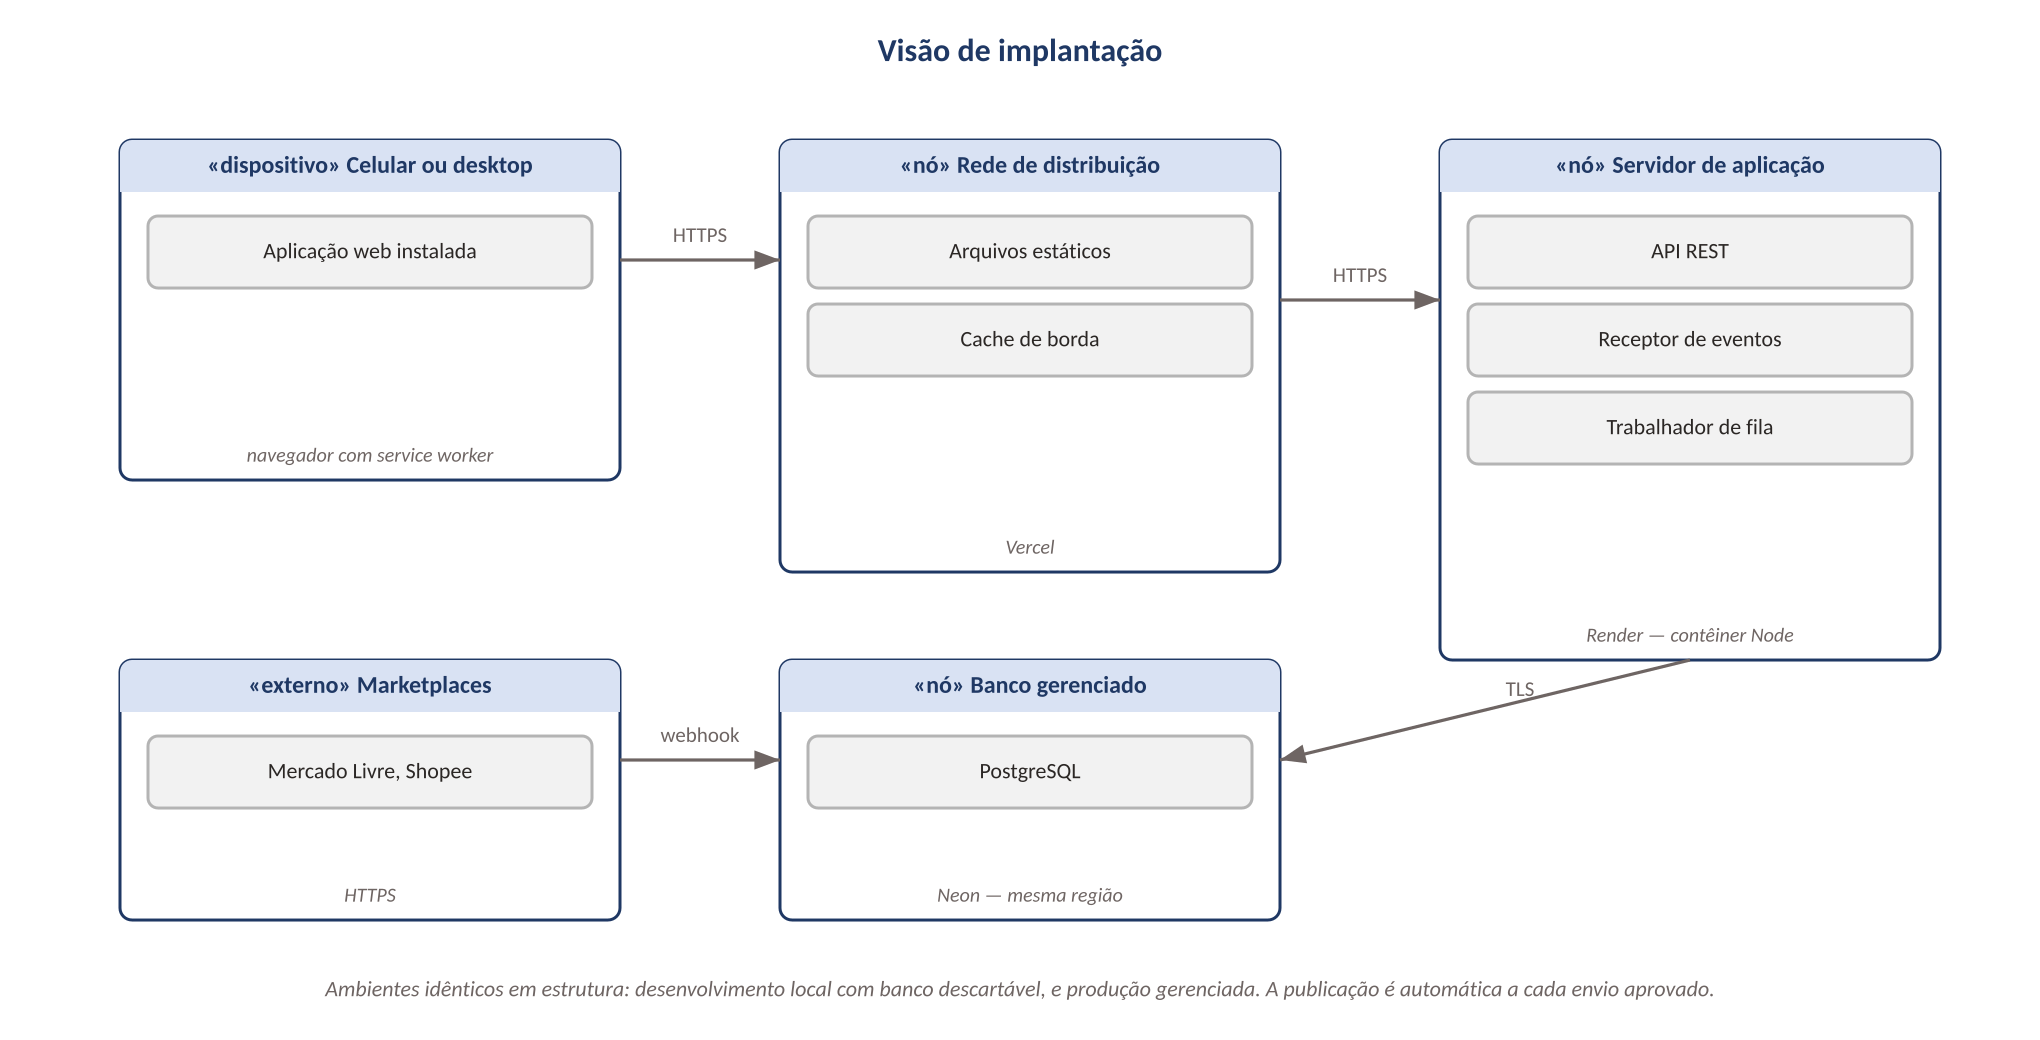 Visão de implantação
«dispositivo» Celular ou desktop
Aplicação web instalada
navegador com service worker
HTTPS
«nó» Rede de distribuição
Arquivos estáticos
Cache de borda
Vercel
HTTPS
«nó» Servidor de aplicação
API REST
Receptor de eventos
Trabalhador de fila
Render — contêiner Node
TLS
«externo» Marketplaces
Mercado Livre, Shopee
HTTPS
webhook
«nó» Banco gerenciado
PostgreSQL
Neon — mesma região
Ambientes idênticos em estrutura: desenvolvimento local com banco descartável, e produção gerenciada. A publicação é automática a cada envio aprovado.